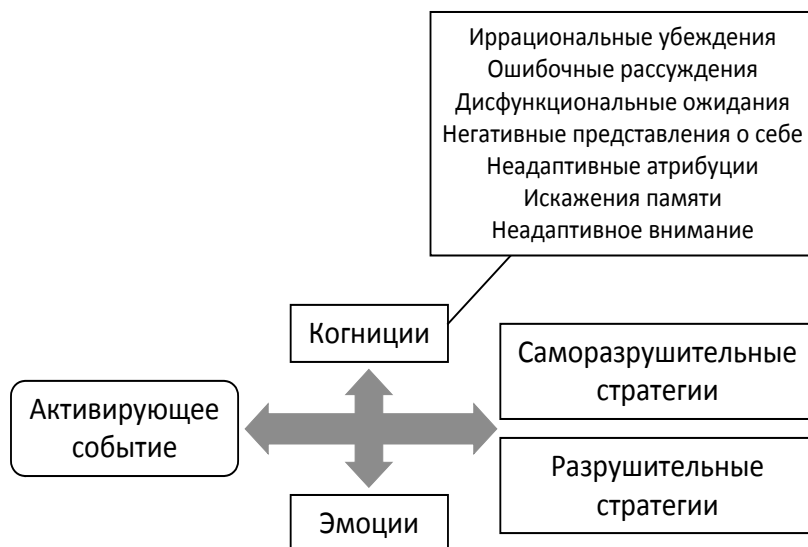 Иррациональные убеждения
Ошибочные рассуждения
Дисфункциональные ожидания
Негативные представления о себе
Неадаптивные атрибуции
Искажения памяти
Неадаптивное внимание
Когниции
Саморазрушительные
стратегии
Активирующее
событие
Разрушительные
стратегии
Эмоции